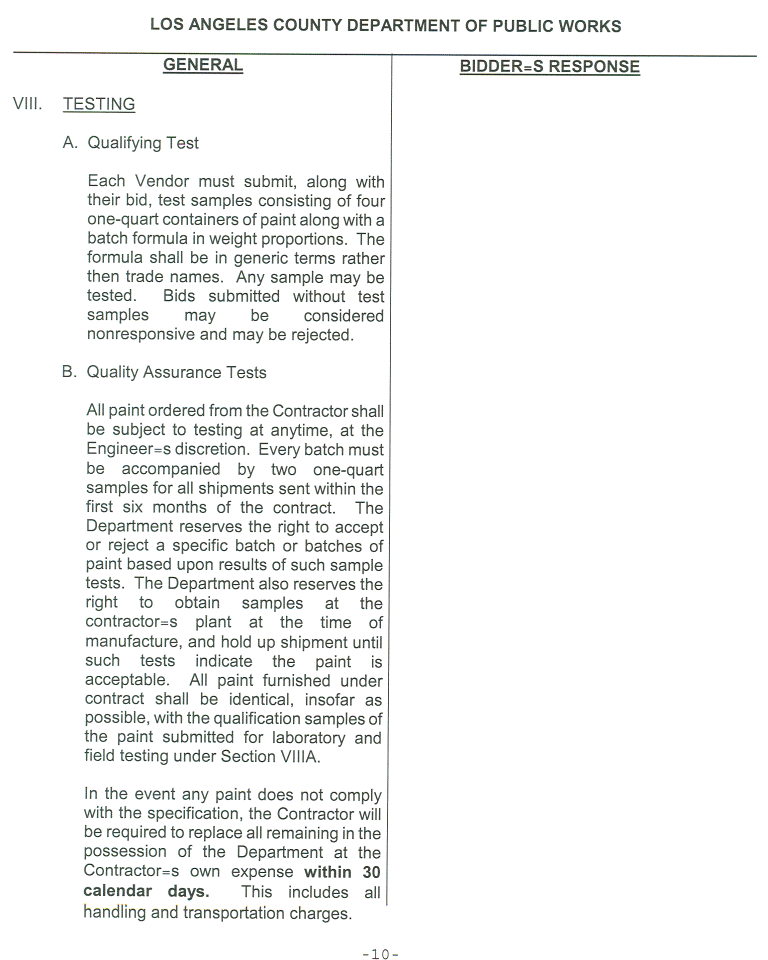 LOS ANGELES COUNTY DEPARTMENT OF PUBLIC WORKS
GENERAL
BIDDER=S RESPONSE
VIII. TESTING
A. Qualifying Test
Each Vendor must submit, along with
their bid, test samples consisting of four
one-quart containers of paint along with a
batch formula in weight proportions. The
formula shall be in generic terms rather
then trade names. Any sample may be
tested. Bids submitted without test
samples may be considered
nonresponsive and may be rejected.
B. Quality Assurance Tests
All paint ordered from the Contractor shall
be subject to testing at anytime, at the
Engineer=s discretion. Every batch must
be accompanied by two one-quart
samples for all shipments sent within the
first six months of the contract. The
Department reserves the right to accept
or reject a specific batch or batches of
paint based upon results of such sample
tests. The Department also reserves the
right to obtain samples at the
contractor=s plant at the time of
manufacture, and hold up shipment until
such tests indicate the paint is
acceptable. All paint furnished under
contract shall be identical, insofar as
possible, with the qualification samples of
the paint submitted for laboratory and
field testing under Section VIIIA.
In the event any paint does not comply
with the specification, the Contractor will
be required to replace all remaining in the
possession of the Department at the
Contractor=s own expense within 30
calendar days. This includes all
handling and transportation charges.
-10-